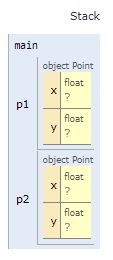 Stack
main
object Point
p1
x
float
?
y
float
?
object Point
p2
x
float
?
y
float
?